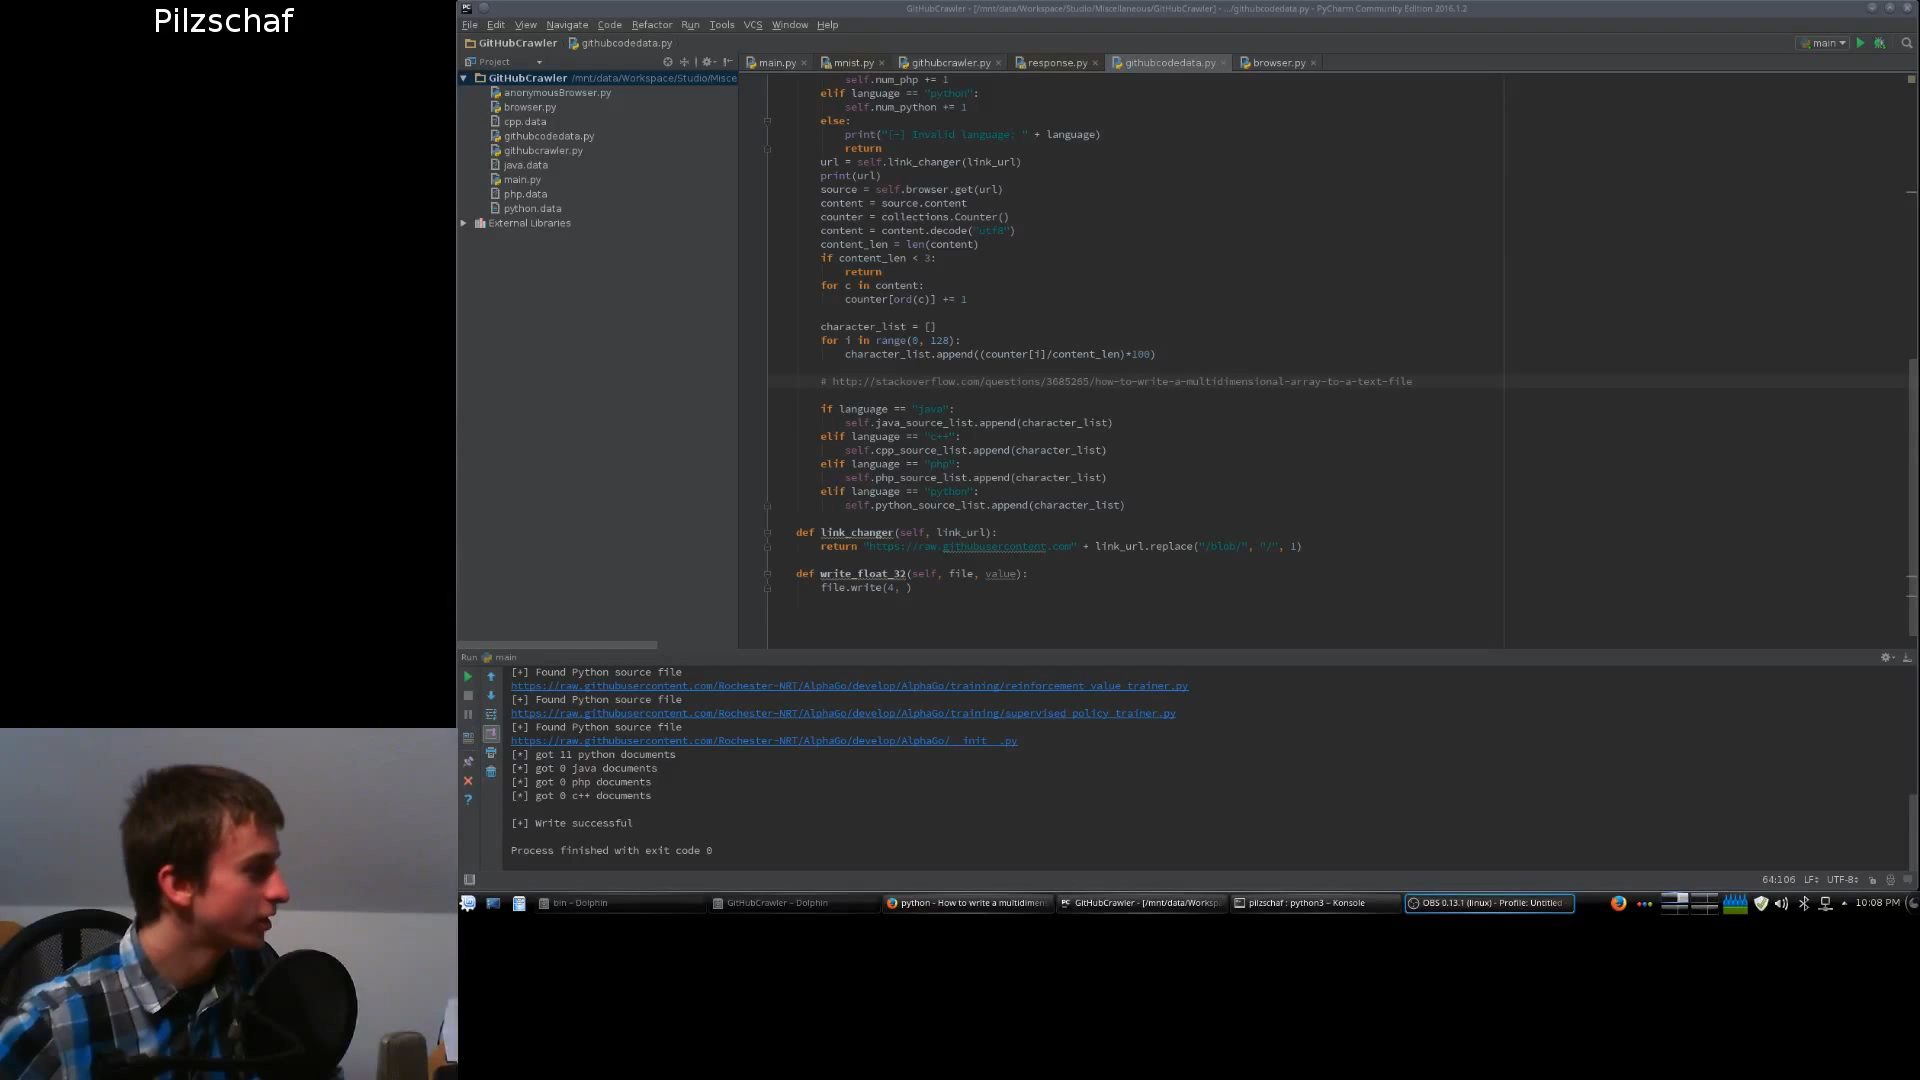 Pilzschaf
GitHubCrawler - [/mnt/data/Workspace/Studio/Miscellaneous/GitHubCrawler] - .../githubcodedata.py - PyCharm Community Edition 2016.1.2
File Edit View Navigate Code Refactor Run Tools VCS Window Help
GitHubCrawler githubcodedata.py
main
Project
main.py mnist.py githubcrawler.py response.py githubcodedata.py browser.py
GitHubCrawler /mnt/data/Workspace/Studio/Misce
anonymousBrowser.py
browser.py
cpp.data
githubcodedata.py
githubcrawler.py
java.data
main.py
php.data
python.data
External Libraries
self.num_php += 1
elif language == "python":
self.num_python += 1
else:
print("[-] Invalid language: " + language)
return
url = self.link_changer(link_url)
print(url)
source = self.browser.get(url)
content = source.content
counter = collections.Counter()
content = content.decode("utf8")
content_len = len(content)
if content_len < 3:
return
for c in content:
counter[ord(c)] += 1
character_list = []
for i in range(0, 128):
character_list.append((counter[i]/content_len)*100)
# http://stackoverflow.com/questions/3685265/how-to-write-a-multidimensional-array-to-a-text-file
if language == "java":
self.java_source_list.append(character_list)
elif language == "c++":
self.cpp_source_list.append(character_list)
elif language == "php":
self.php_source_list.append(character_list)
elif language == "python":
self.python_source_list.append(character_list)
def link_changer(self, link_url):
return "https://raw.githubusercontent.com" + link_url.replace("/blob/", "/", 1)
def write_float_32(self, file, value):
file.write(4, )
Run main
[+] Found Python source file
https://raw.githubusercontent.com/Rochester-NRT/AlphaGo/develop/AlphaGo/training/reinforcement_value_trainer.py
[+] Found Python source file
https://raw.githubusercontent.com/Rochester-NRT/AlphaGo/develop/AlphaGo/training/supervised_policy_trainer.py
[+] Found Python source file
https://raw.githubusercontent.com/Rochester-NRT/AlphaGo/develop/AlphaGo/__init__.py
[*] got 11 python documents
[*] got 0 java documents
[*] got 0 php documents
[*] got 0 c++ documents
[+] Write successful
Process finished with exit code 0
64:106 LF÷ UTF-8÷
bin – Dolphin GitHubCrawler – Dolphin python - How to write a multidimens GitHubCrawler - [/mnt/data/Worksp pilzschaf : python3 – Konsole OBS 0.13.1 (linux) - Profile: Untitled 10:08 PM